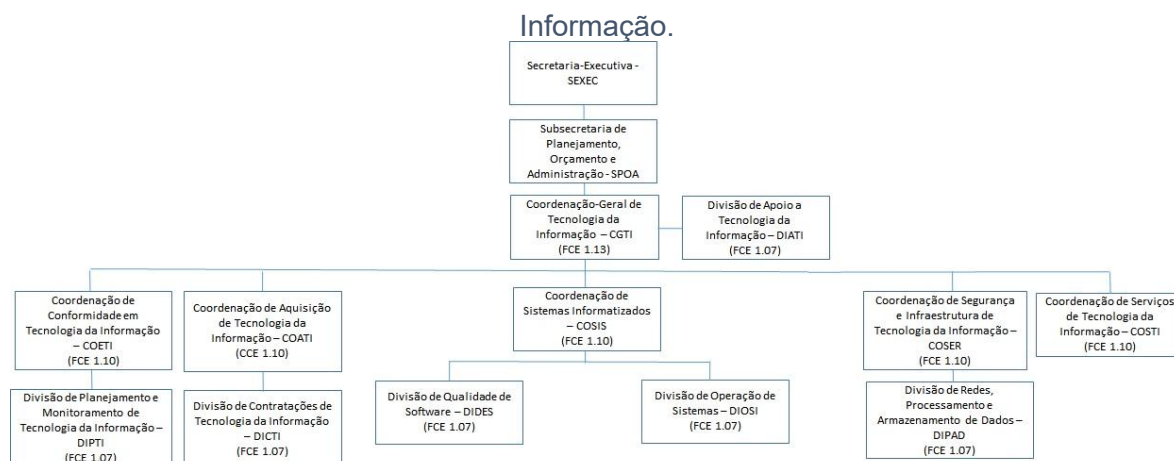 Informação.
Secretaria-Executiva -
SEXEC
Subsecretaria de
Planejamento,
Orçamento e
Administração - SPOA
Coordenação-Geral de
Tecnologia da
Informação – CGTI
(FCE 1.13)
Divisão de Apoio a
Tecnologia da
Informação – DIATI
(FCE 1.07)
Coordenação de
Conformidade em
Tecnologia da Informação
– COETI
(FCE 1.10)
Coordenação de Aquisição
de Tecnologia da
Informação – COATI
(CCE 1.10)
Coordenação de
Sistemas Informatizados
– COSIS
(FCE 1.10)
Coordenação de Segurança
e Infraestrutura de
Tecnologia da Informação –
COSER
(FCE 1.10)
Coordenação de Serviços
de Tecnologia da
Informação – COSTI
(FCE 1.10)
Divisão de Planejamento e
Monitoramento de
Tecnologia da Informação –
DIPTI
(FCE 1.07)
Divisão de Contratações de
Tecnologia da Informação
– DICTI
(FCE 1.07)
Divisão de Qualidade de
Software – DIDES
(FCE 1.07)
Divisão de Operação de
Sistemas – DIOSI
(FCE 1.07)
Divisão de Redes,
Processamento e
Armazenamento de Dados –
DIPAD
(FCE 1.07)